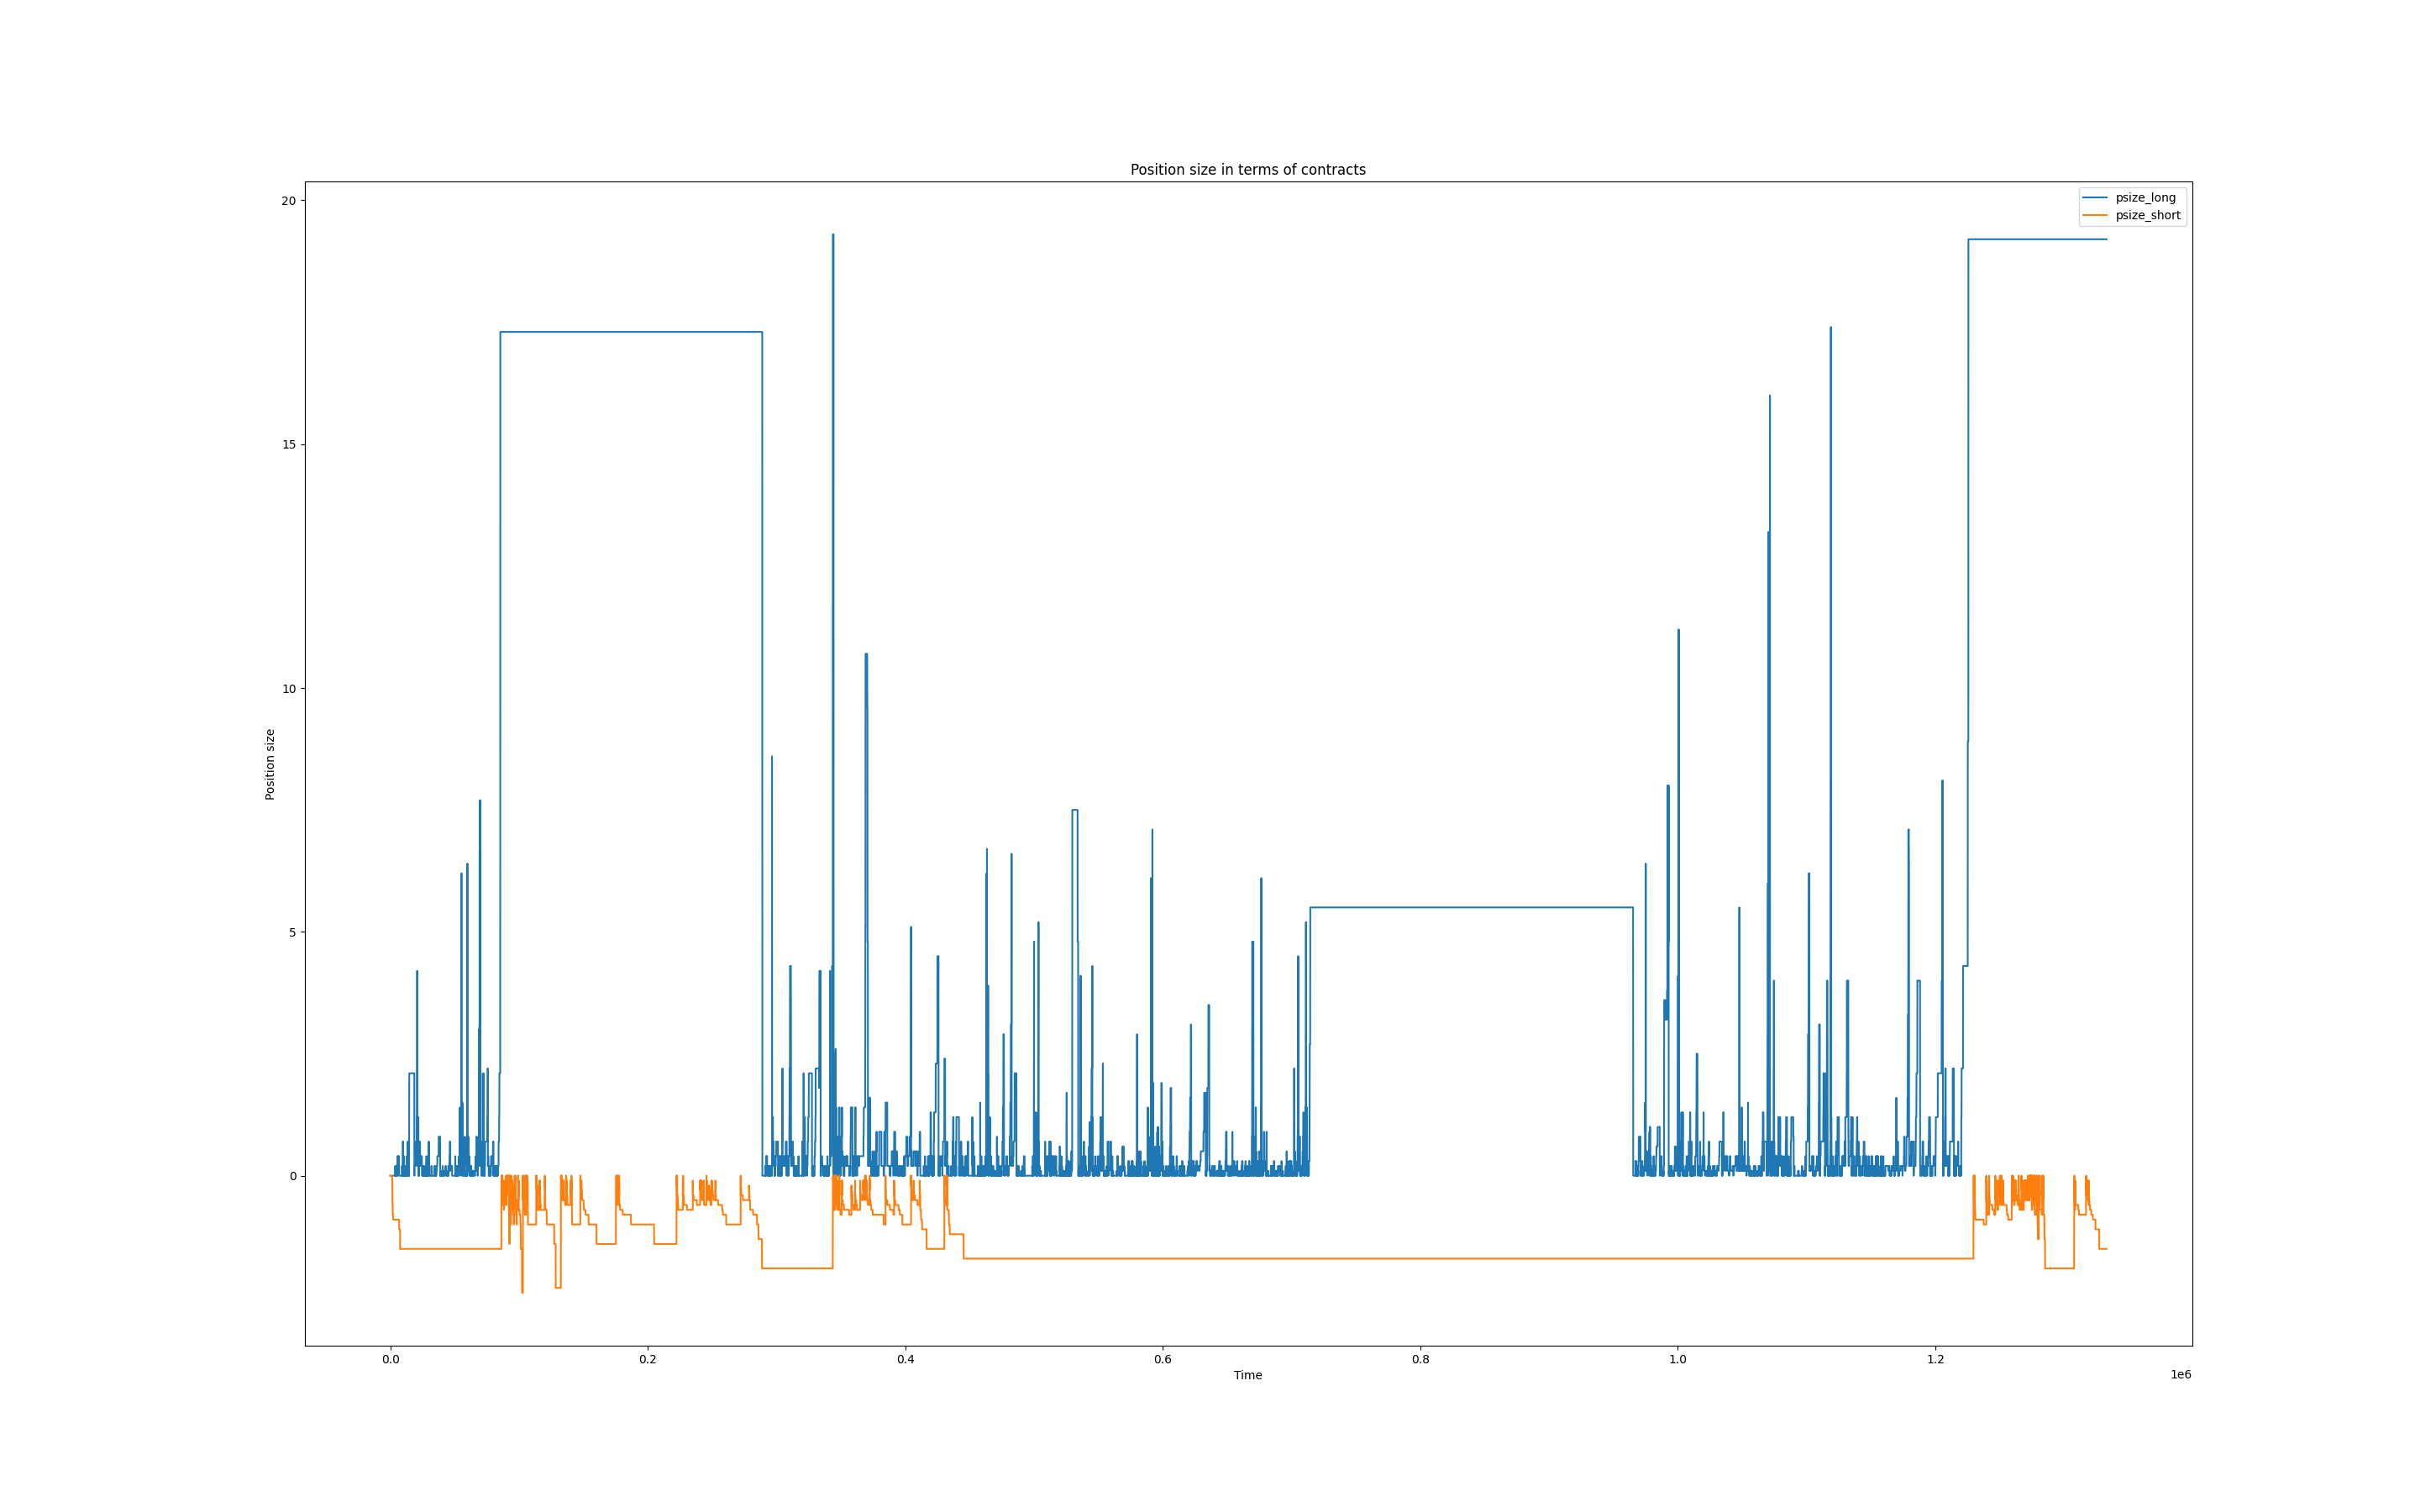 Position size in terms of contracts
psize_long
psize_short
20
15
10
5
0
Position size
0.0 0.2 0.4 0.6 0.8 1.0 1.2
Time
1e6